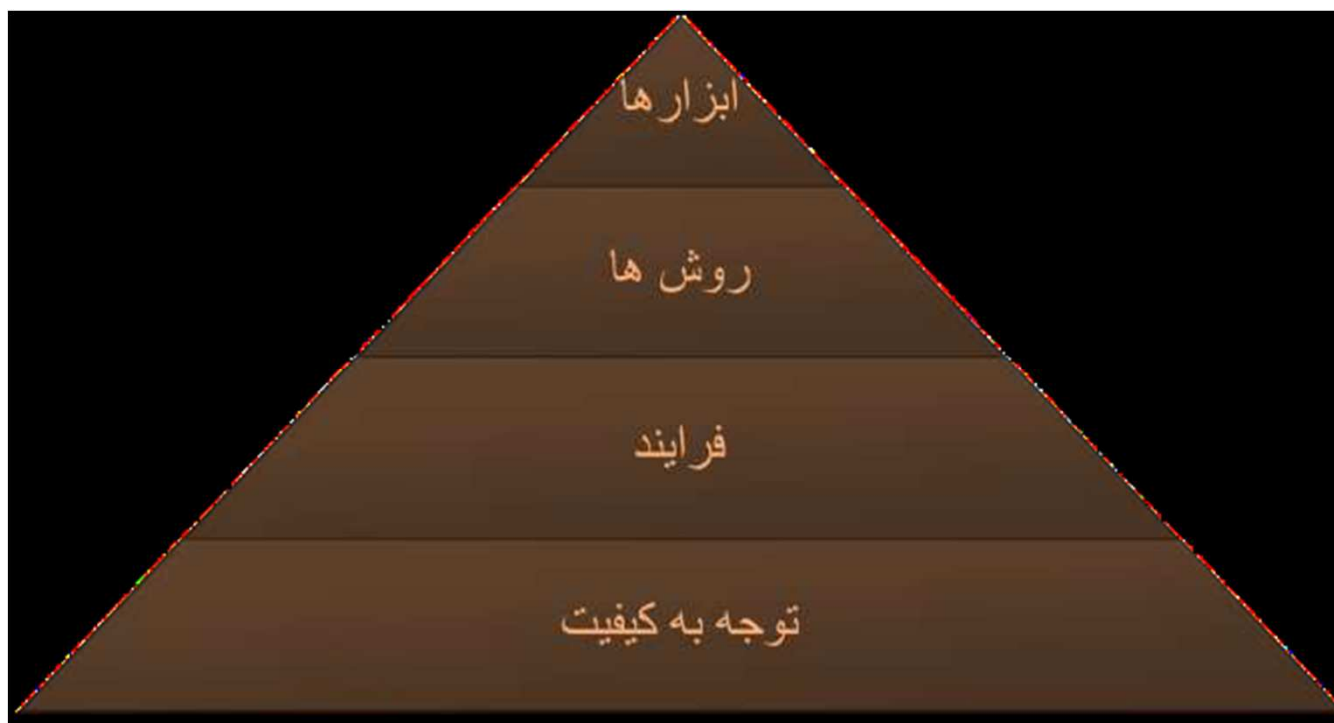 ابزارها
روش ها
فرایند
توجه به کیفیت